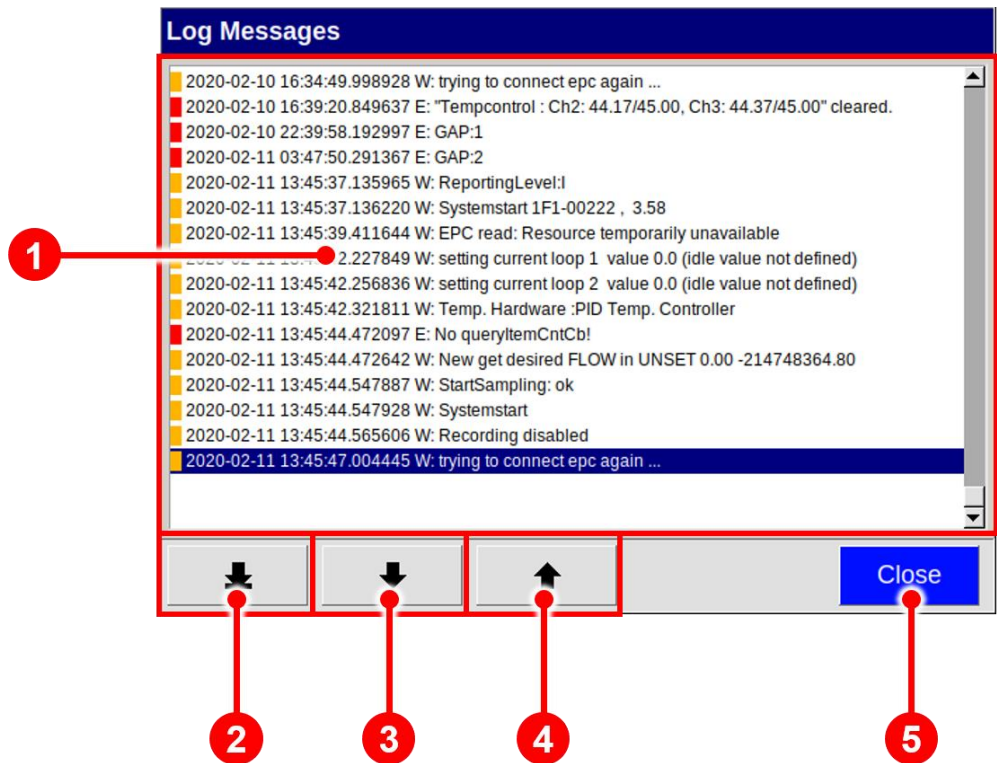 Log Messages
2020-02-10 16:34:49.998928 W: trying to connect epc again ...
2020-02-10 16:39:20.849637 E: "Tempcontrol : Ch2: 44.17/45.00, Ch3: 44.37/45.00" cleared.
2020-02-10 22:39:58.192997 E: GAP:1
2020-02-11 03:47:50.291367 E: GAP:2
2020-02-11 13:45:37.135965 W: ReportingLevel:I
2020-02-11 13:45:37.136220 W: Systemstart 1F1-00222 , 3.58
2020-02-11 13:45:39.411644 W: EPC read: Resource temporarily unavailable
2.227849 W: setting current loop 1 value 0.0 (idle value not defined)
2020-02-11 13:45:42.256836 W: setting current loop 2 value 0.0 (idle value not defined)
2020-02-11 13:45:42.321811 W: Temp. Hardware :PID Temp. Controller
2020-02-11 13:45:44.472097 E: No queryItemCntCb!
2020-02-11 13:45:44.472642 W: New get desired FLOW in UNSET 0.00 -214748364.80
2020-02-11 13:45:44.547887 W: StartSampling: ok
2020-02-11 13:45:44.547928 W: Systemstart
2020-02-11 13:45:44.565606 W: Recording disabled
2020-02-11 13:45:47.004445 W: trying to connect epc again ...
Close
1
2
3
4
5